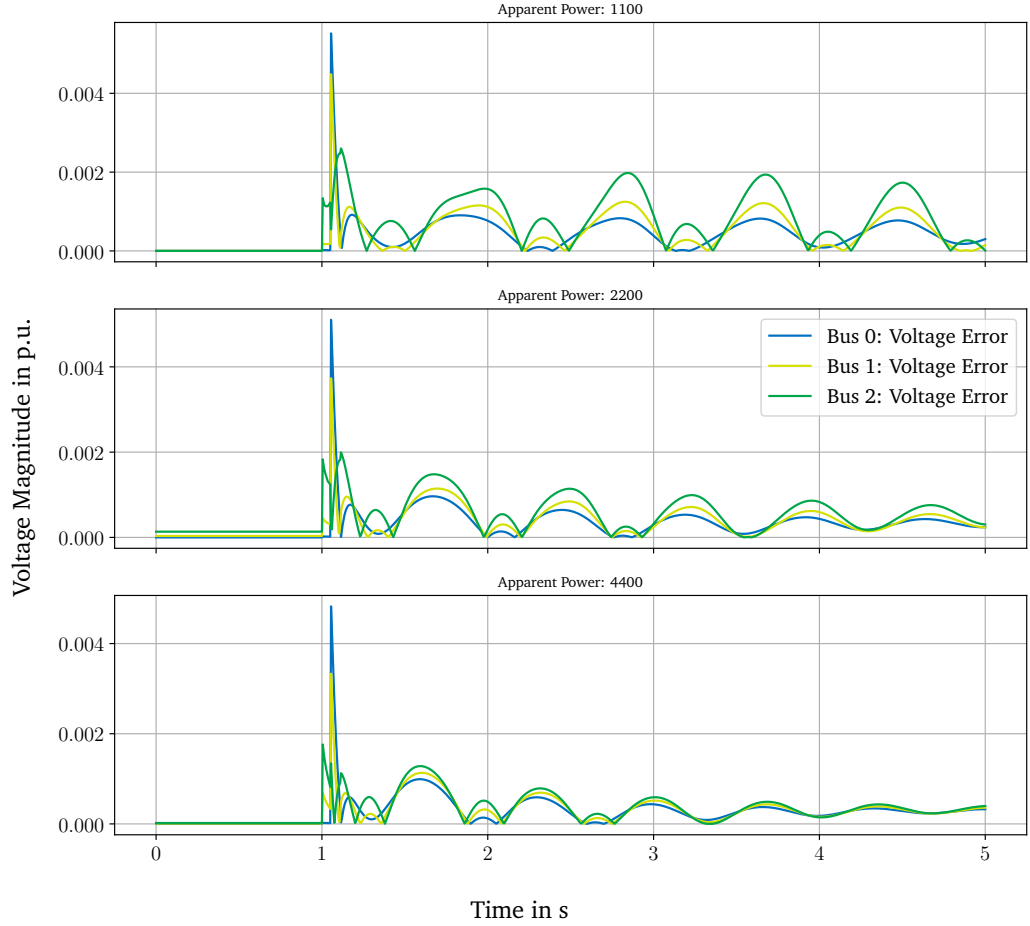 Apparent Power: 1100
0.004
0.002
0.000
Apparent Power: 2200
Voltage Magnitude in p.u.
0.004
0.002
0.000
Bus 0: Voltage Error
Bus 1: Voltage Error
Bus 2: Voltage Error
Apparent Power: 4400
0.004
0.002
0.000
0 1 2 3 4 5
Time in s